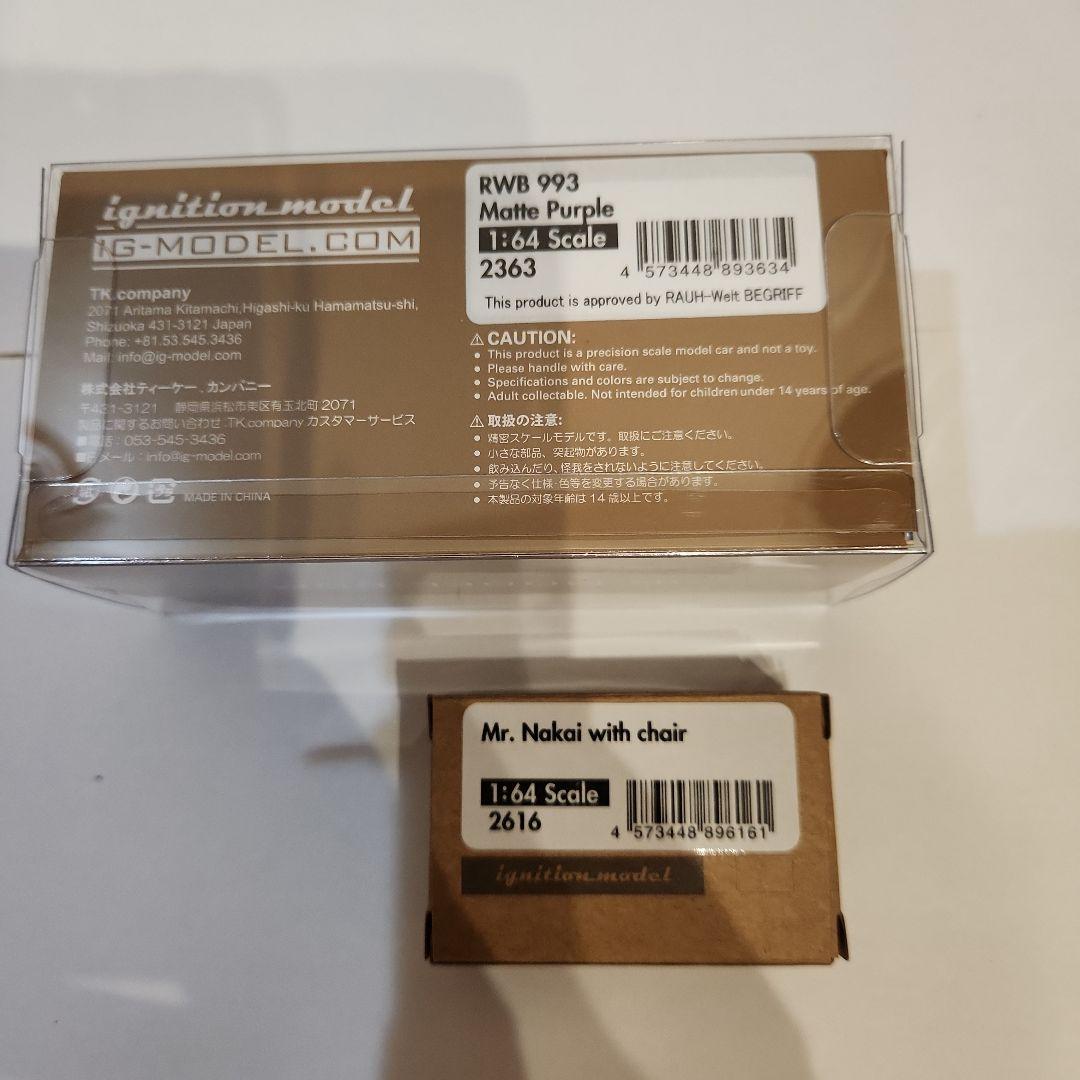 ignition model
IG-MODEL.COM
TK.company
2071 Aritama Kitamachi,Higashi-ku Hamamatsu-shi,
Shizuoka 431-3121 Japan
Phone: +81.53.545.3436
Mail: info@ig-model.com
株式会社ティーケー.カンパニー
〒431-3121 静岡県浜松市東区有玉北町 2071
製品に関するお問い合わせ:TK.company カスタマーサービス
■電話：053-545-3436
■Eメール：info@ig-model.com
MADE IN CHINA
RWB 993
Matte Purple
1:64 Scale
2363
4 573448 893634
This product is approved by RAUH-Welt BEGRIFF
⚠ CAUTION:
• This product is a precision scale model car and not a toy.
• Please handle with care.
• Specifications and colors are subject to change.
• Adult collectable. Not intended for children under 14 years of age.
⚠ 取扱の注意:
• 精密スケールモデルです。取扱にご注意ください。
• 小さな部品、突起物があります。
• 飲み込んだり、怪我をされないように注意してください。
• 予告なく仕様・色等を変更する場合があります。
• 本製品の対象年齢は 14 歳以上です。
Mr. Nakai with chair
1:64 Scale
2616
4 573448 896161
ignition model